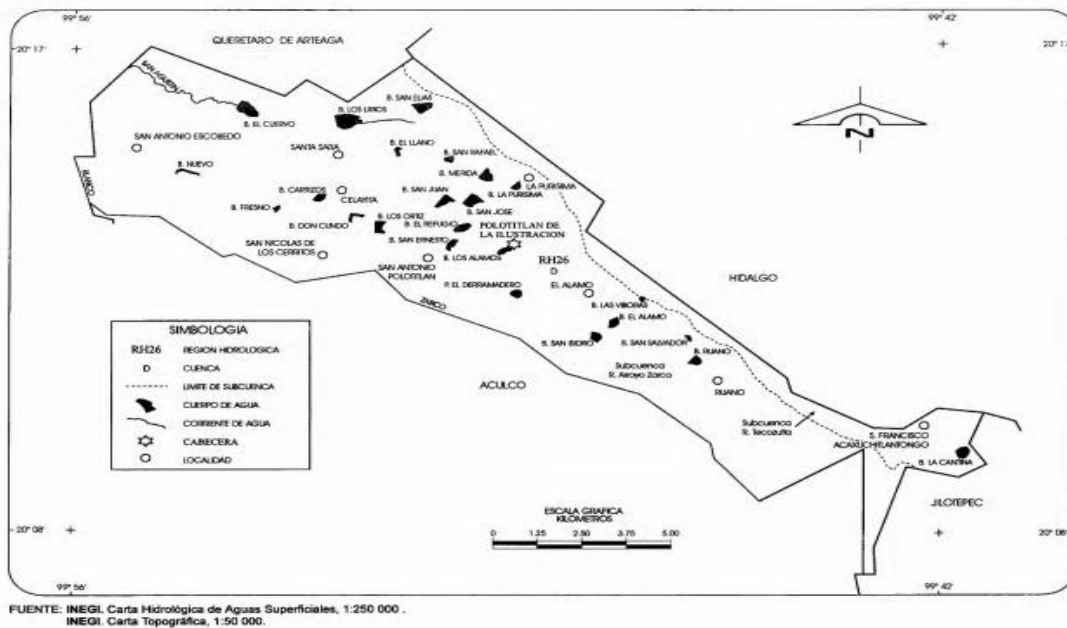 99° 56'
99° 42'
20° 17'
20° 17
QUERETARO DE ARTEAGA
SAN AGUSTIN
B. SAN ELIAS
B. LOS LIRIOS
B. EL CUERVO
SAN ANTONIO ESCOBEDO
SANTA SARA
B. EL LLANO
B. SAN RAFAEL
B. NUEVO
B. MERIDA
LA PURISIMA
B. CARRIZOS
CELAYITA
B. SAN JUAN
B. LA PURISIMA
B. FRESNO
B. LOS ORTIZ
B. SAN JOSE
B. DON CUNDO
B. EL REFUGIO
POLOTITLAN DE
LA ILUSTRACION
SAN NICOLAS DE
LOS CERRITOS
B. SAN ERNESTO
B. LOS ALAMOS
SAN ANTONIO
POLOTITLAN
RH26
D
HIDALGO
ZARCO
P. EL DERRAMADERO
EL ALAMO
B. LAS VIBORAS
B. EL ALAMO
B. SAN ISIDRO
B. SAN SALVADOR
B. RUANO
Subcuenca
R. Arroyo Zarco
ACULCO
RUANO
Subcuenca
R. Tecozutla
S. FRANCISCO
ACAXUCHITLANTONGO
B. LA CANTINA
JILOTEPEC
N
SIMBOLOGIA
RH26 REGION HIDROLOGICA
D CUENCA
LIMITE DE SUBCUENCA
CUERPO DE AGUA
CORRIENTE DE AGUA
CABECERA
LOCALIDAD
ESCALA GRAFICA
KILOMETROS
0 1.25 2.50 3.75 5.00
20° 08'
20° 08'
99° 56'
99° 42'
FUENTE: INEGI. Carta Hidrológica de Aguas Superficiales, 1:250 000 .
INEGI. Carta Topográfica, 1:50 000.